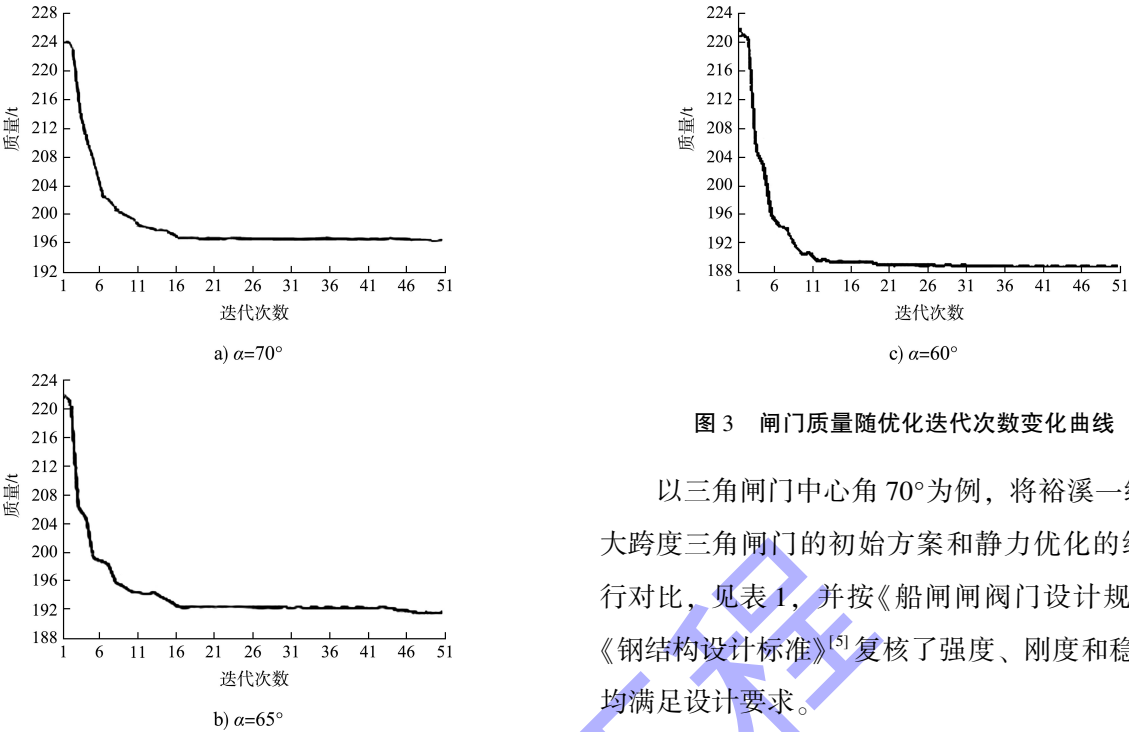 228
224
220
216
212
208
204
200
196
192
质量/t
1 6 11 16 21 26 31 36 41 46 51
迭代次数
a) α=70°
224
220
216
212
208
204
200
196
192
188
质量/t
1 6 11 16 21 26 31 36 41 46 51
迭代次数
b) α=65°
224
220
216
212
208
204
200
196
192
188
质量/t
1 6 11 16 21 26 31 36 41 46 51
迭代次数
c) α=60°
图 3 闸门质量随优化迭代次数变化曲线
以三角闸门中心角 70°为例，将裕溪一
大跨度三角闸门的初始方案和静力优化的
行对比，见表 1，并按《船闸闸阀门设计规
《钢结构设计标准》[5]复核了强度、刚度和稳
均满足设计要求。
工程